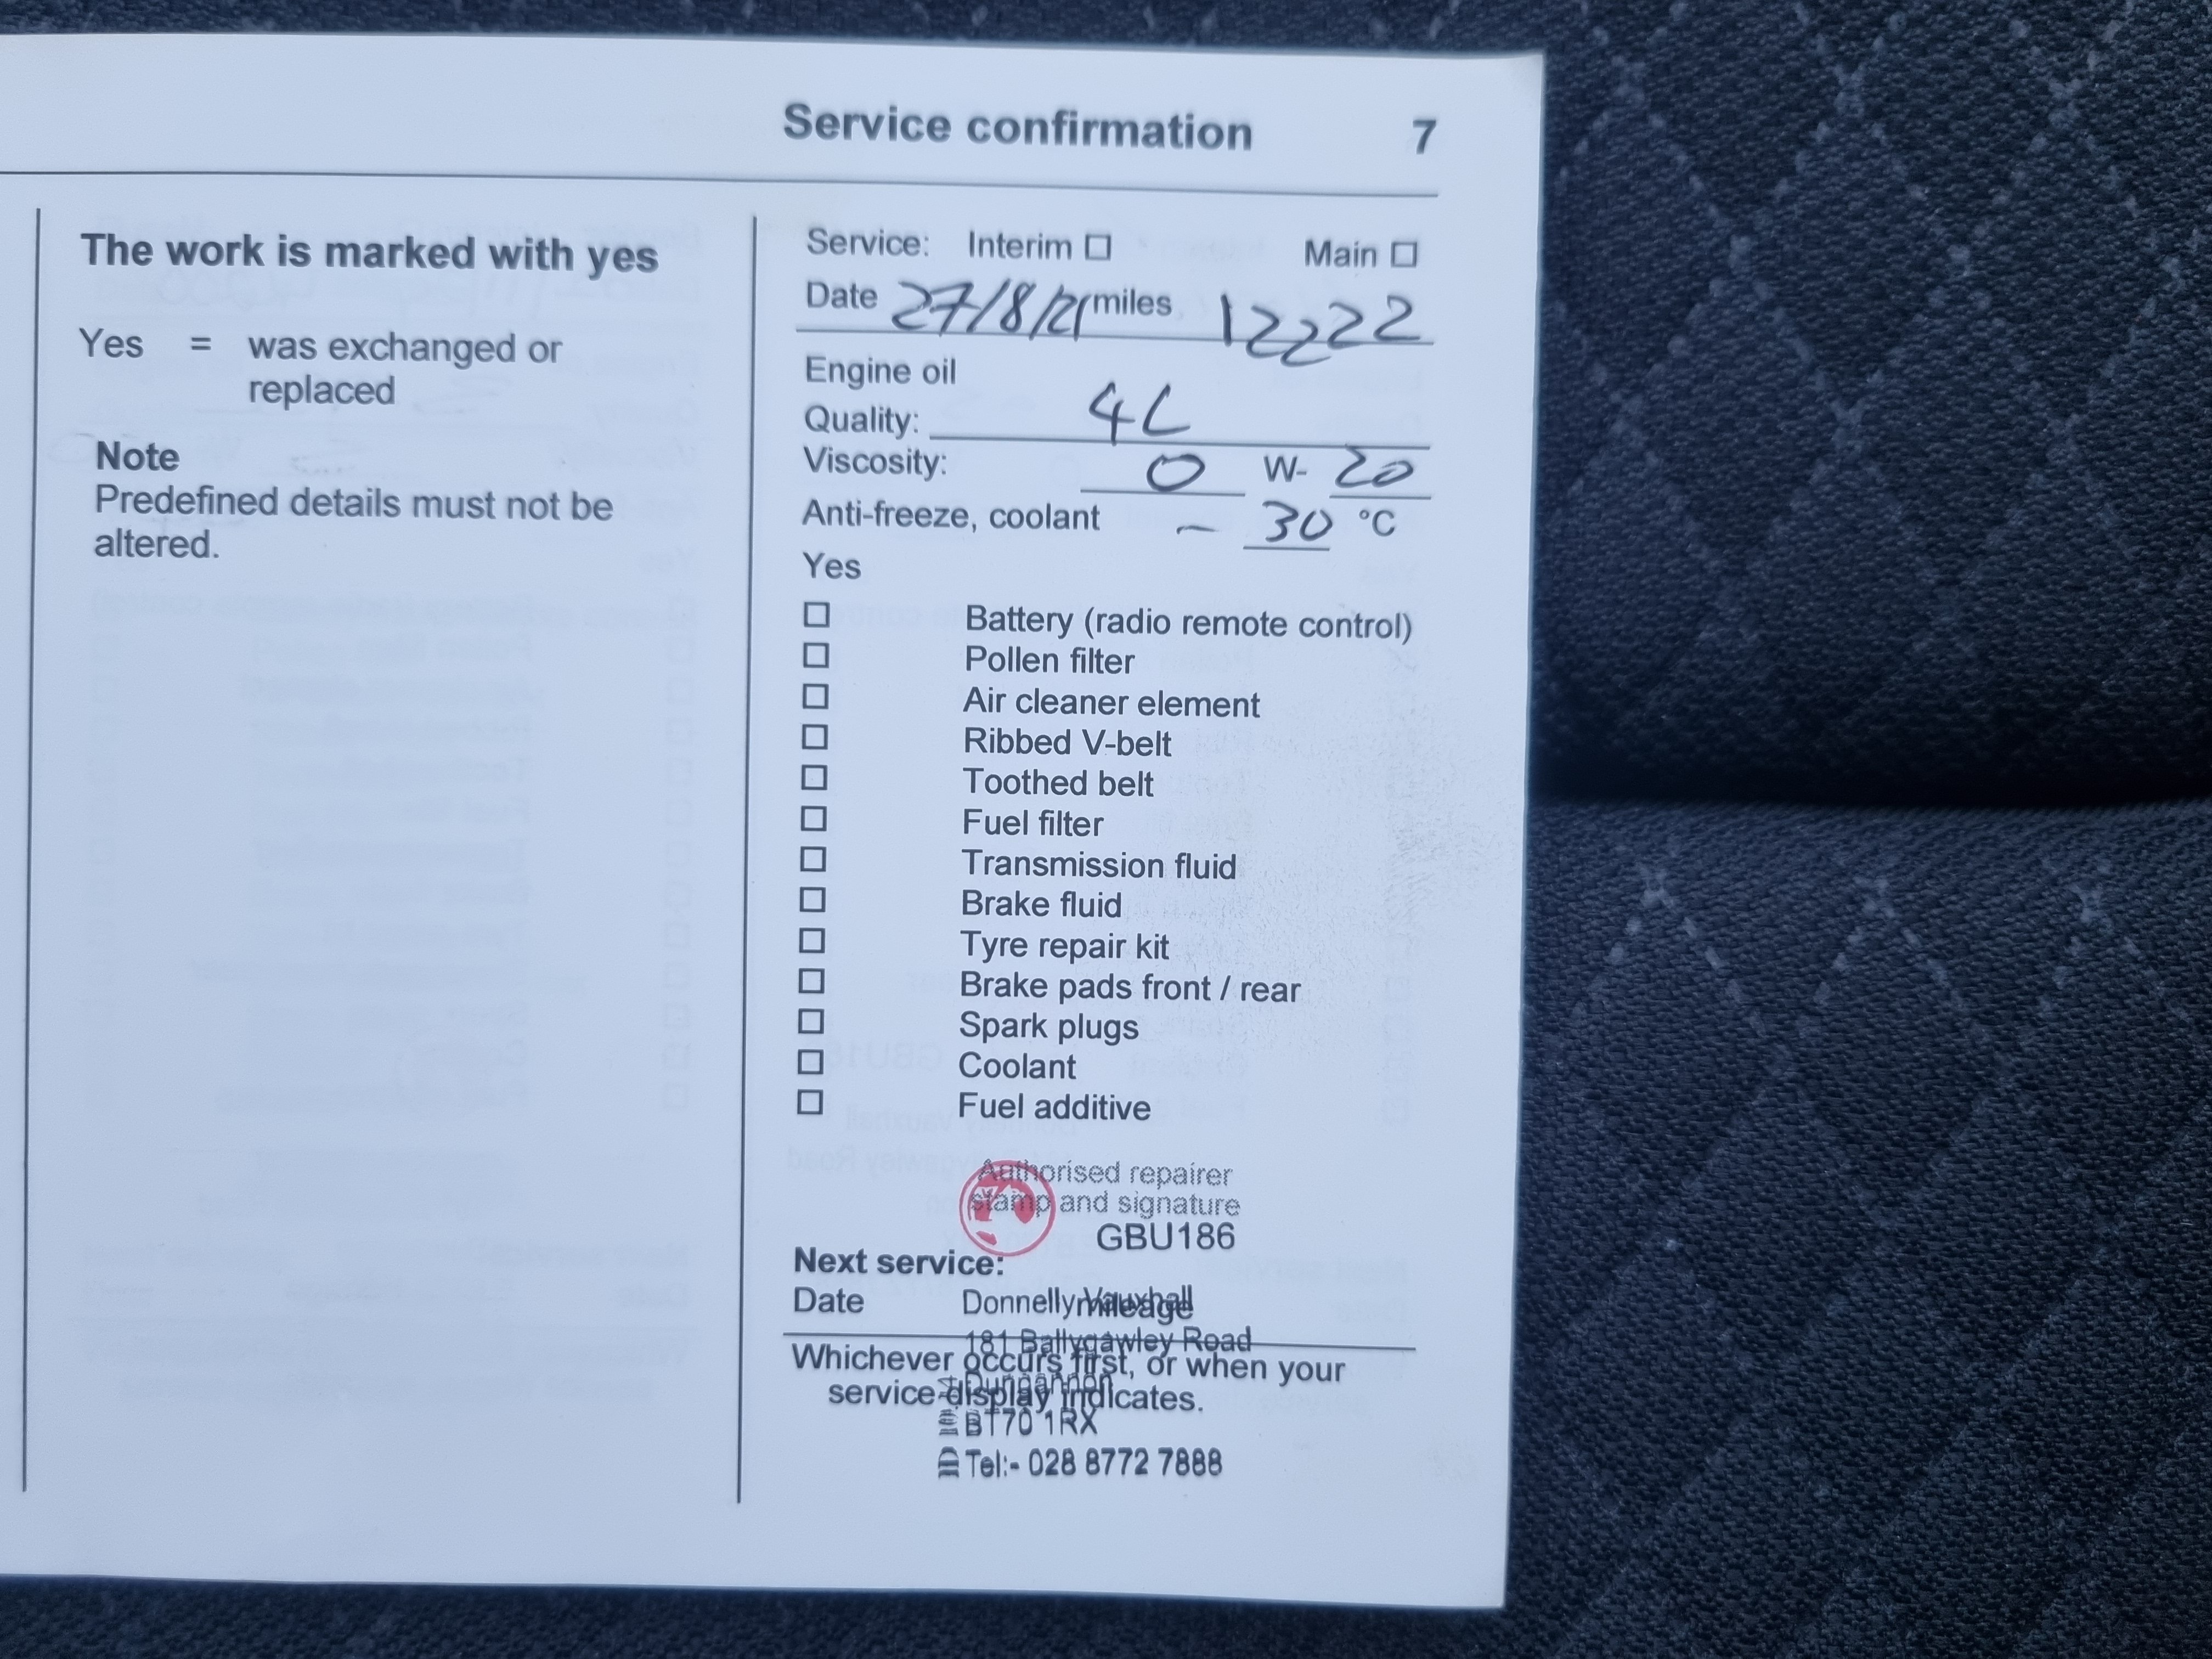 Service confirmation 7
The work is marked with yes
Yes = was exchanged or
replaced
Note
Predefined details must not be
altered.
Service: Interim ☐ Main ☐
Date 27/8/21 miles 12222
Engine oil
Quality: 4L
Viscosity: 0 W- 20
Anti-freeze, coolant - 30 °C
Yes
☐ Battery (radio remote control)
☐ Pollen filter
☐ Air cleaner element
☐ Ribbed V-belt
☐ Toothed belt
☐ Fuel filter
☐ Transmission fluid
☐ Brake fluid
☐ Tyre repair kit
☐ Brake pads front / rear
☐ Spark plugs
☐ Coolant
☐ Fuel additive
Authorised repairer
stamp and signature
GBU186
Next service:
Date mileage
Donnelly Vauxhall
181 Ballygawley Road
Whichever occurs first, or when your
Dungannon
service display indicates.
BT70 1RX
Tel:- 028 8772 7888